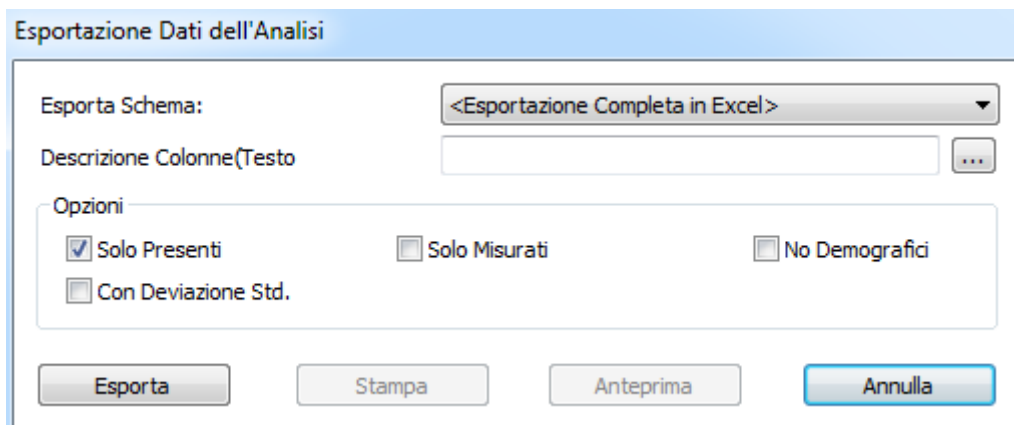 Esportazione Dati dell'Analisi
Esporta Schema: <Esportazione Completa in Excel>
Descrizione Colonne(Testo ...
Opzioni
Solo Presenti Solo Misurati No Demografici
Con Deviazione Std.
Esporta Stampa Anteprima Annulla